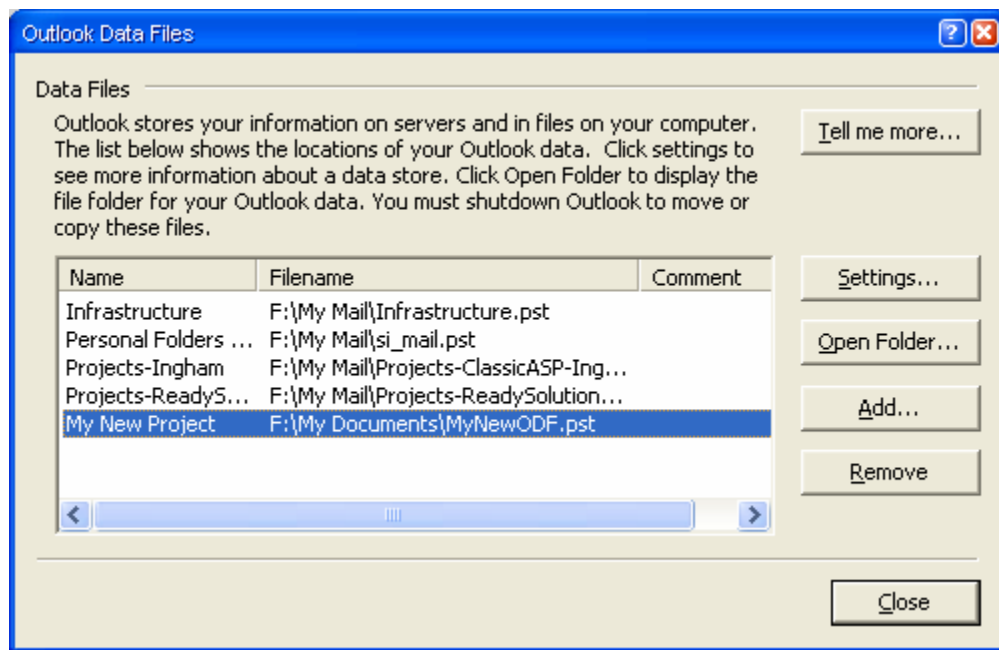 Outlook Data Files
Data Files
Outlook stores your information on servers and in files on your computer.
The list below shows the locations of your Outlook data.  Click settings to
see more information about a data store. Click Open Folder to display the
file folder for your Outlook data. You must shutdown Outlook to move or
copy these files.
Tell me more...
Name Filename Comment
Infrastructure F:\My Mail\Infrastructure.pst
Personal Folders ... F:\My Mail\si_mail.pst
Projects-Ingham F:\My Mail\Projects-ClassicASP-Ing...
Projects-ReadyS... F:\My Mail\Projects-ReadySolution...
My New Project F:\My Documents\MyNewODF.pst
Settings...
Open Folder...
Add...
Remove
Close